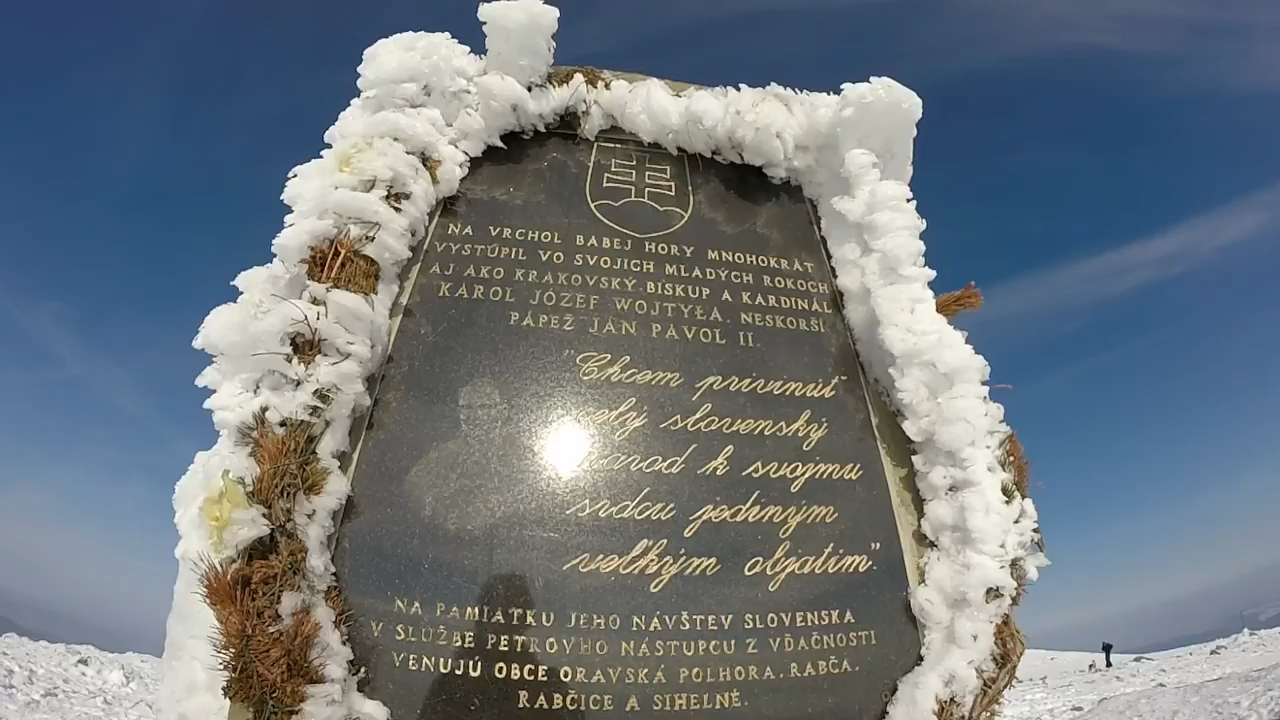 NA VRCHOL BABEJ HORY MNOHOKRÁT
VYSTÚPIL VO SVOJICH MLADÝCH ROKOCH
AJ AKO KRAKOVSKÝ BISKUP A KARDINÁL
KAROL JÓZEF WOJTYŁA, NESKORŠÍ
PÁPEŽ JÁN PAVOL II.
"Chcem privinúť
celý slovenský
národ k svojmu
srdcu jediným
veľkým objatím"
NA PAMIATKU JEHO NÁVŠTEV SLOVENSKA
V SLUŽBE PETROVHO NÁSTUPCU Z VĎAČNOSTI
VENUJÚ OBCE ORAVSKÁ POLHORA, RABČA,
RABČICE A SIHELNÉ.